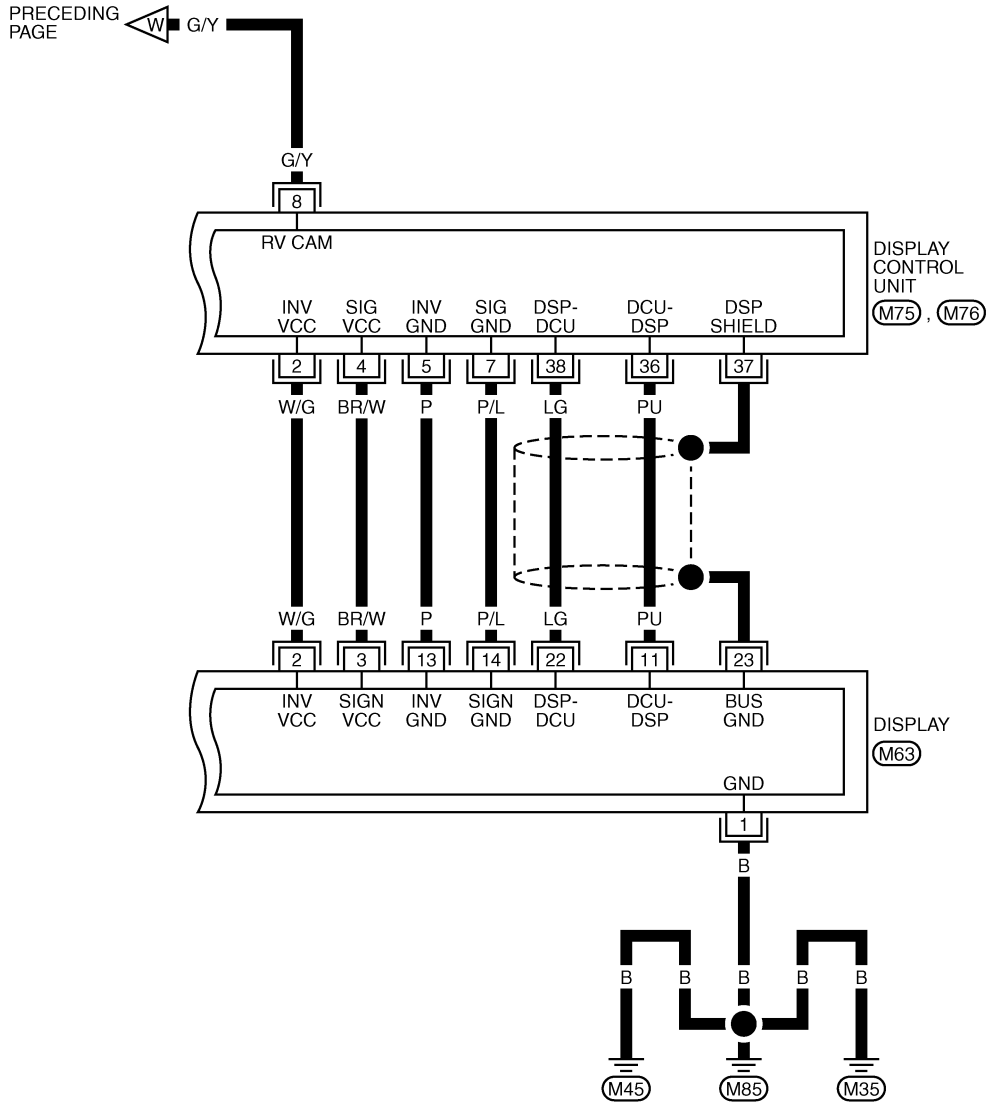 PRECEDING
PAGE
W
G/Y
G/Y
8
RV CAM
DISPLAY
CONTROL
UNIT
M75 , M76
INV
VCC
SIG
VCC
INV
GND
SIG
GND
DSP-
DCU
DCU-
DSP
DSP
SHIELD
2 4 5 7 38 36 37
W/G BR/W P P/L LG PU
W/G BR/W P P/L LG PU
2 3 13 14 22 11 23
INV
VCC
SIGN
VCC
INV
GND
SIGN
GND
DSP-
DCU
DCU-
DSP
BUS
GND
DISPLAY
M63
GND
1
B
B B B B B
M45 M85 M35